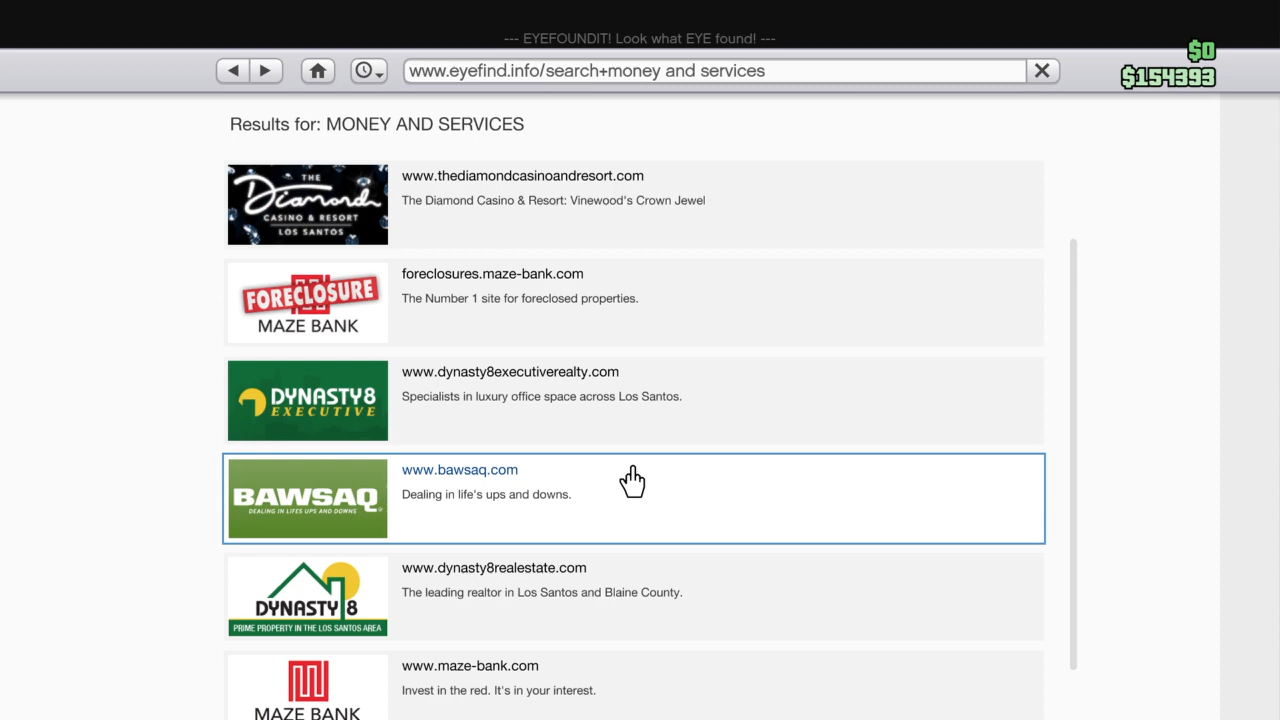 --- EYEFOUNDIT! Look what EYE found! ---
www.eyefind.info/search+money and services
$0
$154393
Results for: MONEY AND SERVICES
THE
Diamond
CASINO & RESORT
LOS SANTOS
www.thediamondcasinoandresort.com
The Diamond Casino & Resort: Vinewood's Crown Jewel
FORECLOSURE
MAZE BANK
foreclosures.maze-bank.com
The Number 1 site for foreclosed properties.
DYNASTY8
EXECUTIVE
www.dynasty8executiverealty.com
Specialists in luxury office space across Los Santos.
BAWSAQ
DEALING IN LIFES UPS AND DOWNS
www.bawsaq.com
Dealing in life's ups and downs.
DYNASTY 8
PRIME PROPERTY IN THE LOS SANTOS AREA
www.dynasty8realestate.com
The leading realtor in Los Santos and Blaine County.
MAZE BANK
www.maze-bank.com
Invest in the red. It's in your interest.